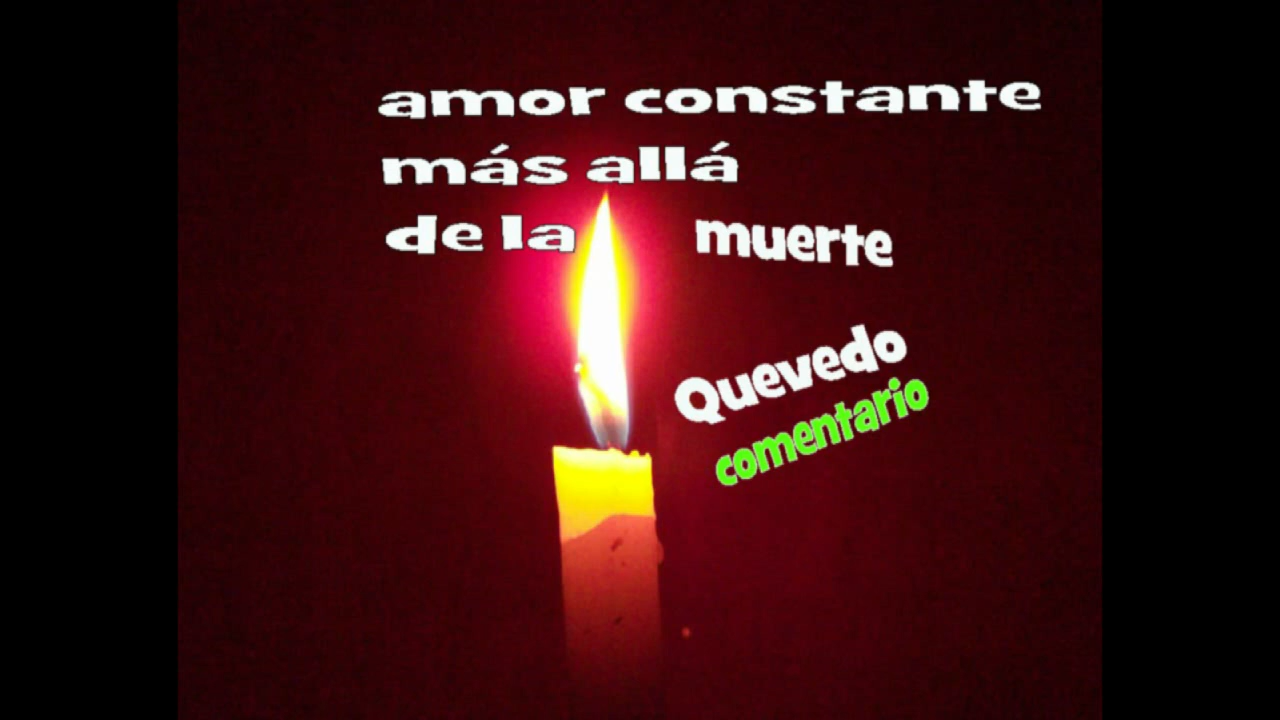 amor constante
más allá
de la muerte
Quevedo
comentario